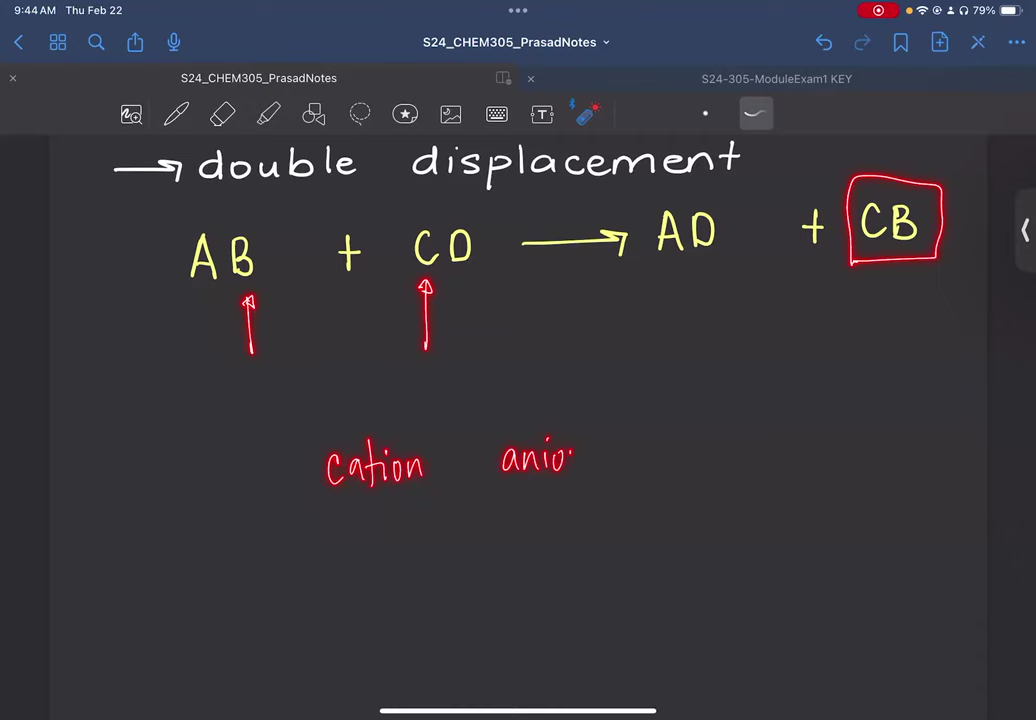 9:44 AM Thu Feb 22 79%
S24_CHEM305_PrasadNotes
S24_CHEM305_PrasadNotes S24-305-ModuleExam1 KEY
→ double displacement
AB + CD → AD + CB
cation anio